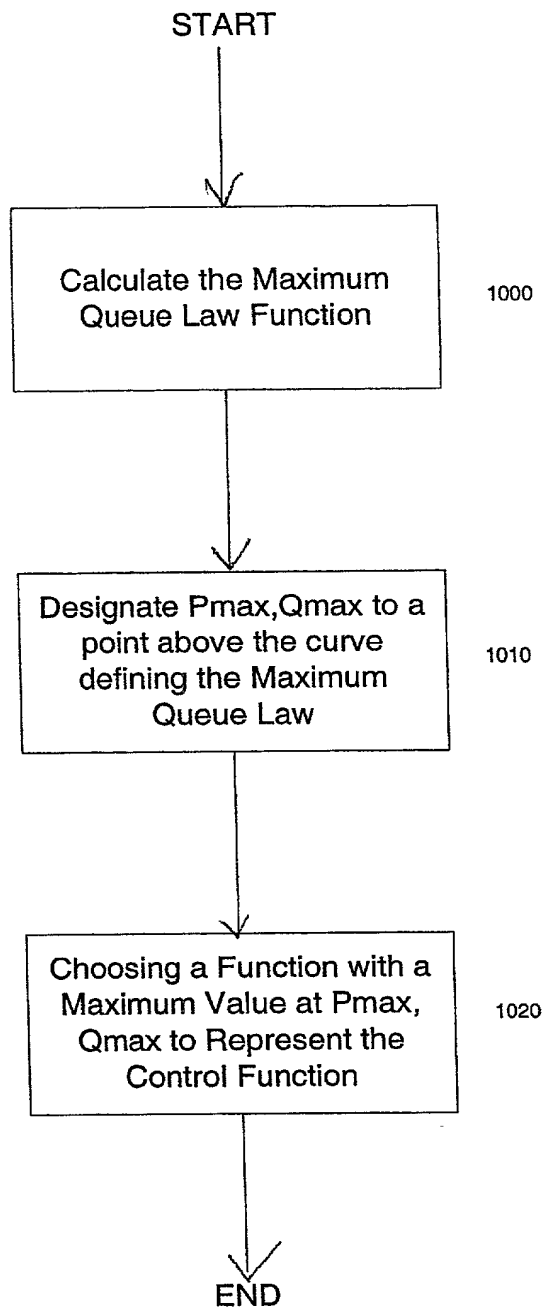 START
Calculate the Maximum
Queue Law Function
1000
Designate Pmax,Qmax to a
point above the curve
defining the Maximum
Queue Law
1010
Choosing a Function with a
Maximum Value at Pmax,
Qmax to Represent the
Control Function
1020
END